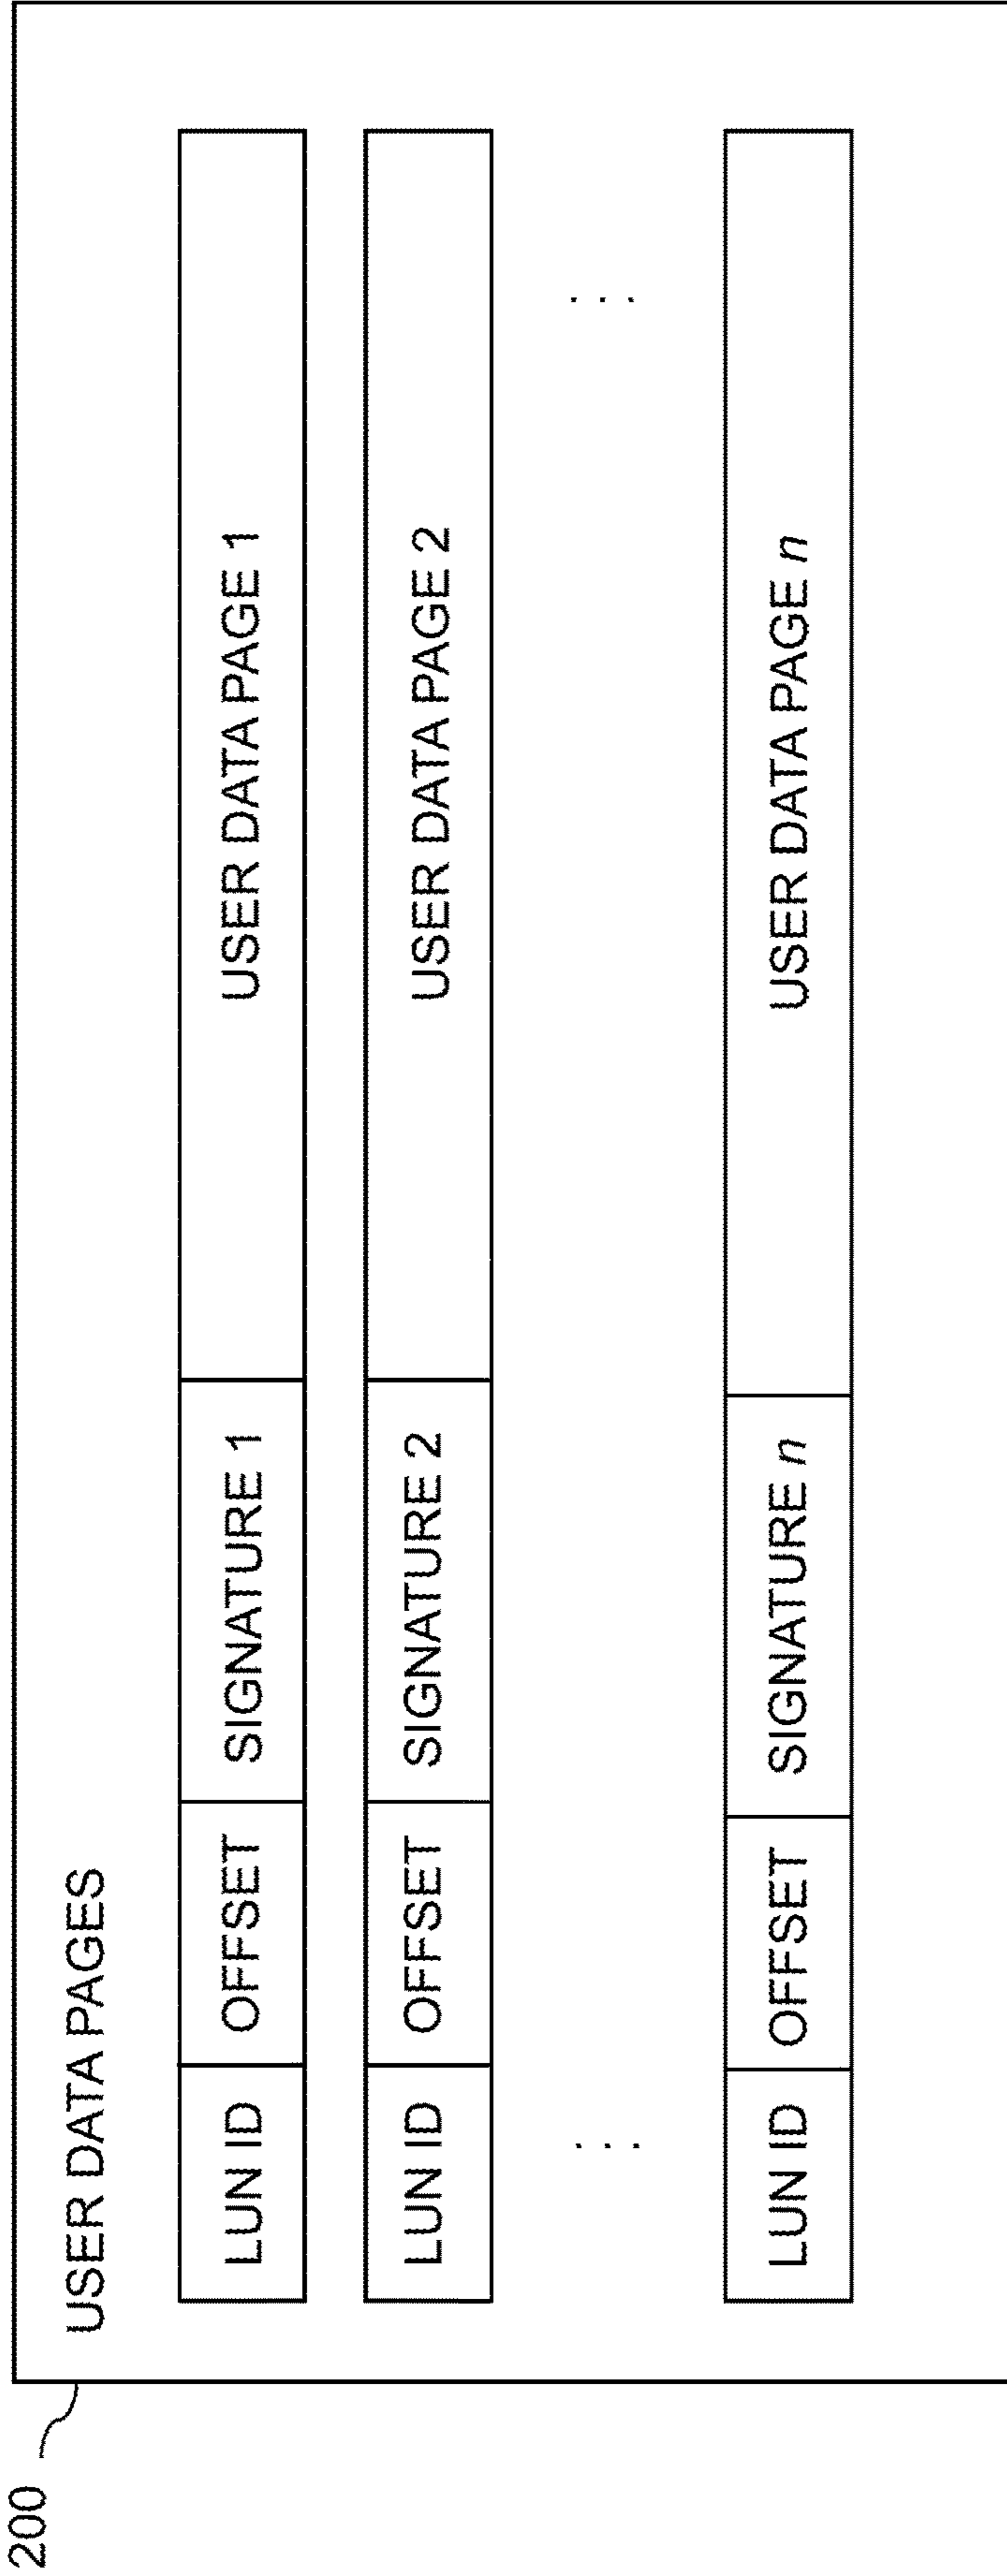 200
USER DATA PAGES
LUN ID OFFSET SIGNATURE 1 USER DATA PAGE 1
LUN ID OFFSET SIGNATURE 2 USER DATA PAGE 2
... ...
LUN ID OFFSET SIGNATURE n USER DATA PAGE n